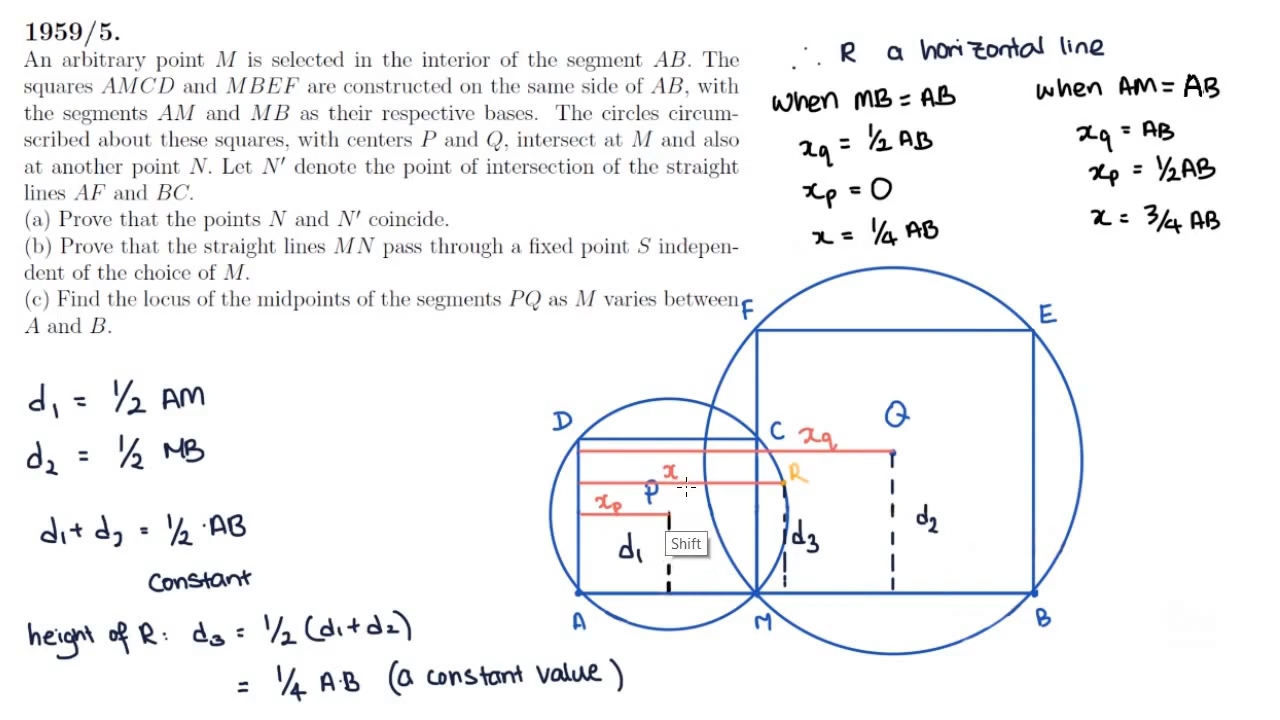 1959/5.
An arbitrary point M is selected in the interior of the segment AB. The
squares AMCD and MBEF are constructed on the same side of AB, with
the segments AM and MB as their respective bases. The circles circum-
scribed about these squares, with centers P and Q, intersect at M and also
at another point N. Let N′ denote the point of intersection of the straight
lines AF and BC.
(a) Prove that the points N and N′ coincide.
(b) Prove that the straight lines MN pass through a fixed point S indepen-
dent of the choice of M.
(c) Find the locus of the midpoints of the segments PQ as M varies between
A and B.
∴ R a horizontal line
when MB = AB
xq = 1/2 AB
xp = 0
x = 1/4 AB
when AM = AB
xq = AB
xp = 1/2 AB
x = 3/4 AB
d1 = 1/2 AM
d2 = 1/2 MB
d1 + d2 = 1/2 · AB
Constant
height of R: d3 = 1/2 (d1 + d2)
= 1/4 A·B (a constant value)
F
E
D
C
xq
Q
x
R
P
xp
d1
Shift
d3
d2
A
M
B